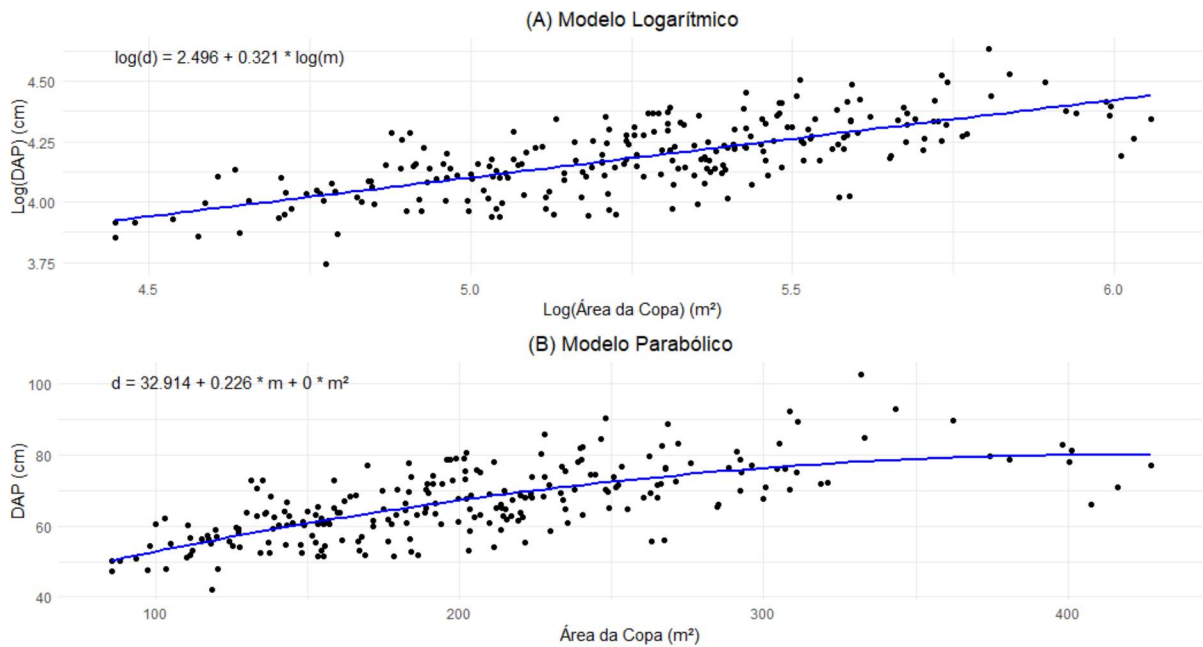 (A) Modelo Logarítmico
log(d) = 2.496 + 0.321 * log(m)
4.50
4.25
4.00
3.75
Log(DAP) (cm)
4.5 5.0 5.5 6.0
Log(Área da Copa) (m²)
(B) Modelo Parabólico
d = 32.914 + 0.226 * m + 0 * m²
100
80
60
40
DAP (cm)
100 200 300 400
Área da Copa (m²)